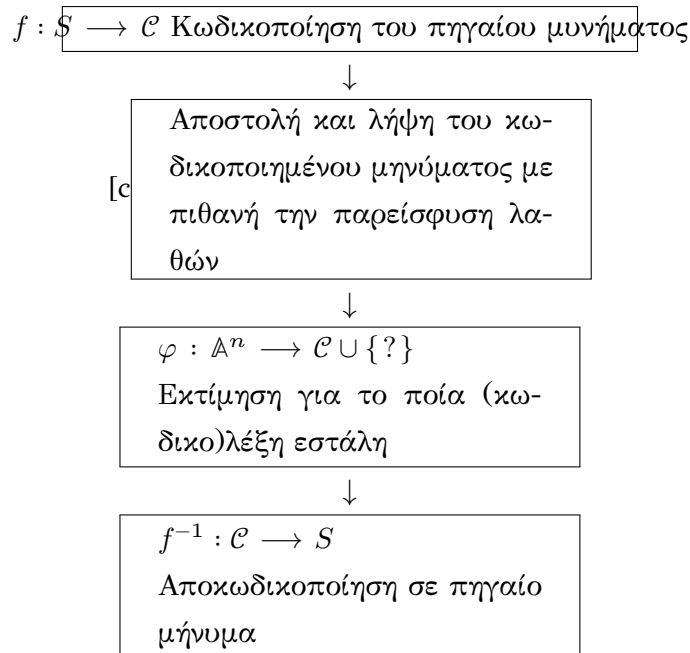 f : S ⟶ 𝒞 Κωδικοποίηση του πηγαίου μυνήματος
↓
Αποστολή και λήψη του κω-
δικοποιημένου μηνύματος με
[c
πιθανή την παρείσφυση λα-
θών
↓
φ : 𝔸ⁿ ⟶ 𝒞 ∪ {?}
Εκτίμηση για το ποία (κω-
δικο)λέξη εστάλη
↓
f⁻¹ : 𝒞 ⟶ S
Αποκωδικοποίηση σε πηγαίο
μήνυμα